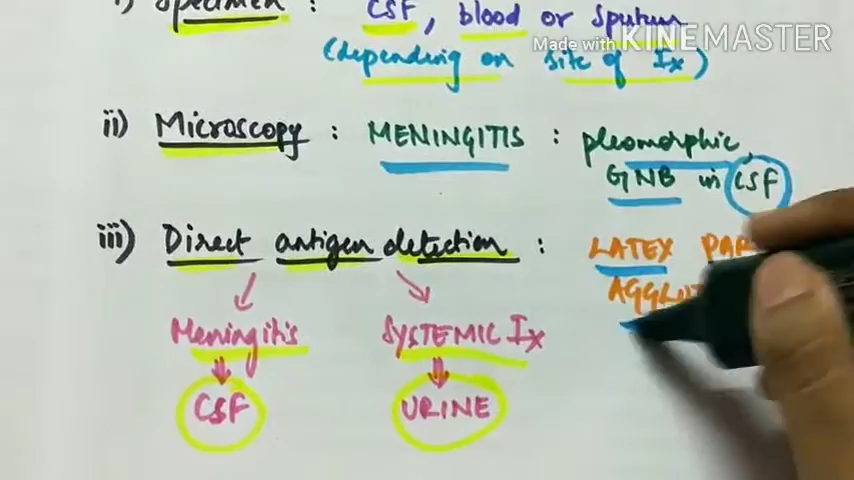 i) Specimen : CSF, blood or Sputum
Made with KINEMASTER
(depending on site of Ix)
ii) Microscopy : MENINGITIS : pleomorphic,
GNB in CSF
iii) Direct antigen detection : LATEX
Meningitis SYSTEMIC Ix
CSF URINE